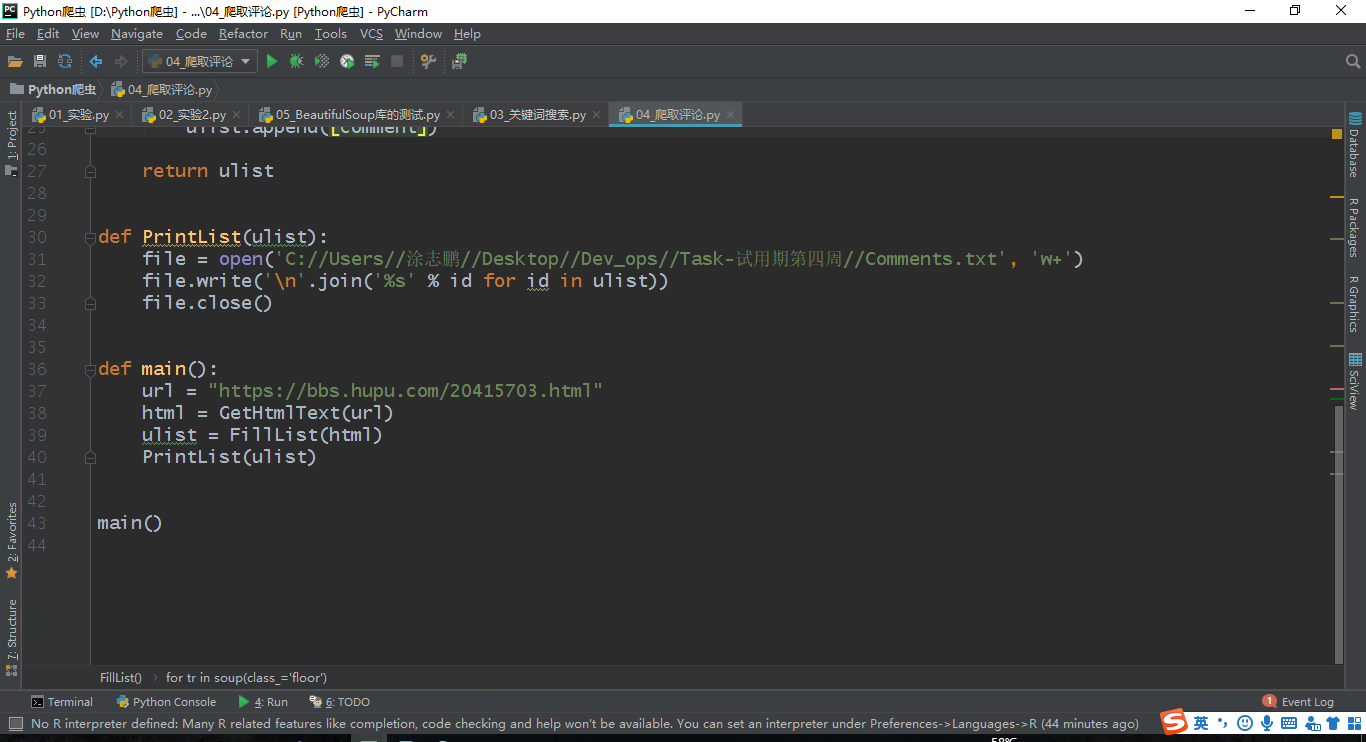 Python爬虫 [D:\Python爬虫] - ...\04_爬取评论.py [Python爬虫] - PyCharm
File Edit View Navigate Code Refactor Run Tools VCS Window Help
04_爬取评论
Python爬虫 04_爬取评论.py
01_实验.py 02_实验2.py 05_BeautifulSoup库的测试.py 03_关键词搜索.py 04_爬取评论.py
1: Project
25 ulist.append([comment])
26
27 return ulist
28
29
30 def PrintList(ulist):
31 file = open('C://Users//涂志鹏//Desktop//Dev_ops//Task-试用期第四周//Comments.txt', 'w+')
32 file.write('\n'.join('%s' % id for id in ulist))
33 file.close()
34
35
36 def main():
37 url = "https://bbs.hupu.com/20415703.html"
38 html = GetHtmlText(url)
39 ulist = FillList(html)
40 PrintList(ulist)
41
42
43 main()
44
2: Favorites
7: Structure
Database
R Packages
R Graphics
SciView
FillList() for tr in soup(class_='floor')
Terminal Python Console 4: Run 6: TODO 1 Event Log
No R interpreter defined: Many R related features like completion, code checking and help won't be available. You can set an interpreter under Preferences->Languages->R (44 minutes ago)
英